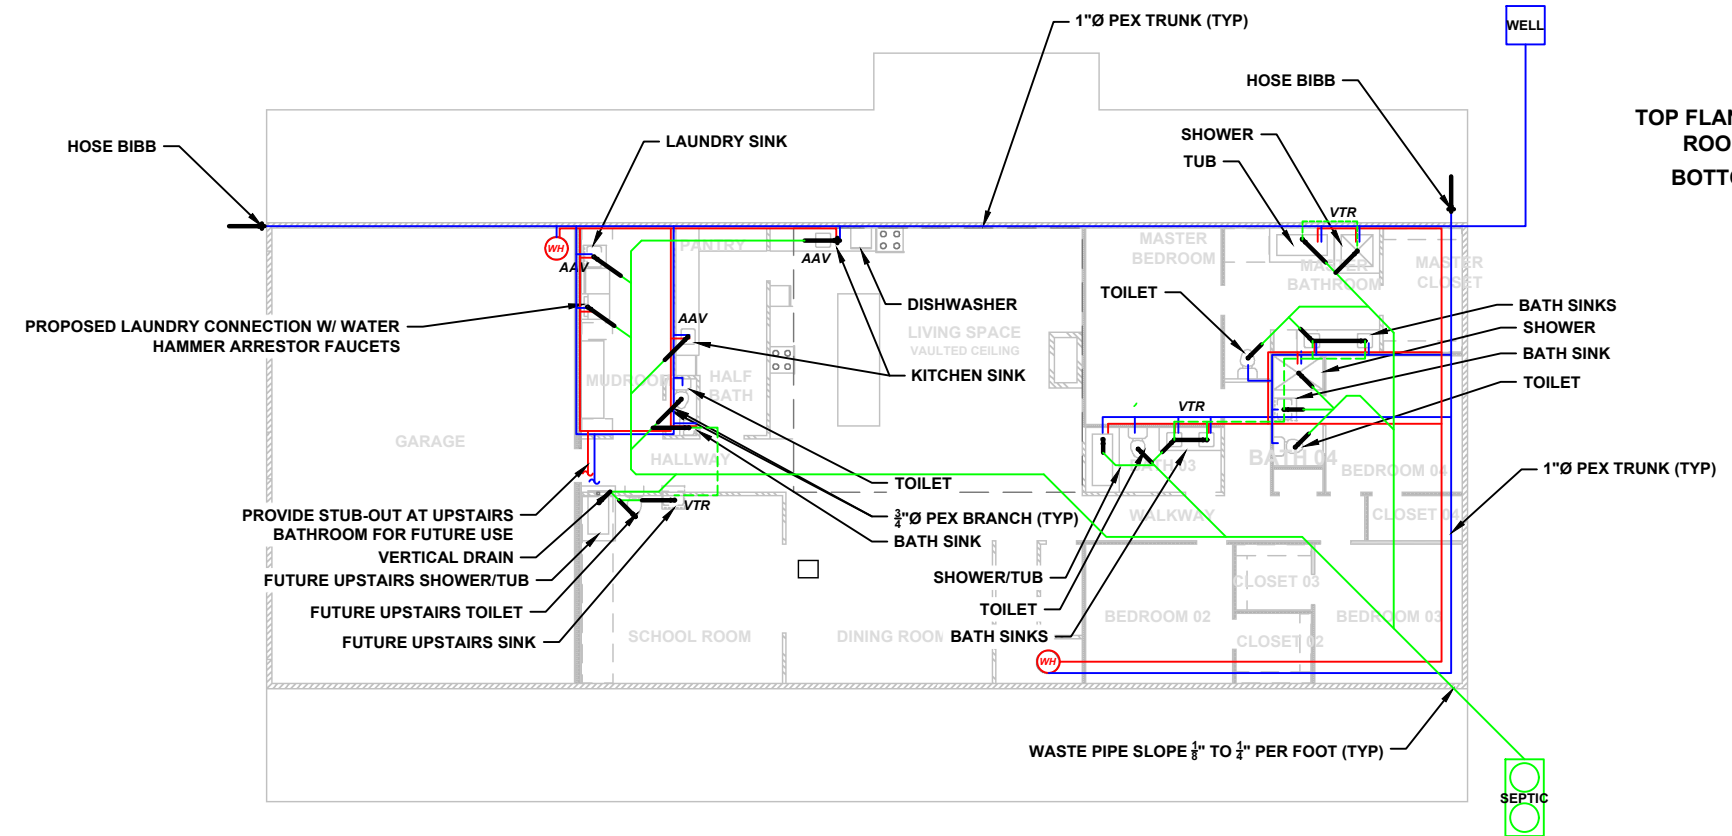 1"Ø PEX TRUNK (TYP)
WELL
HOSE BIBB
TOP FLAN
ROO
BOTTO
HOSE BIBB
LAUNDRY SINK
SHOWER
TUB
VTR
WH
AAV
PANTRY
AAV
MASTER
BEDROOM
MASTER
BATHROOM
MASTER
CLOSET
TOILET
DISHWASHER
BATH SINKS
SHOWER
BATH SINK
TOILET
PROPOSED LAUNDRY CONNECTION W/ WATER
HAMMER ARRESTOR FAUCETS
AAV
LIVING SPACE
VAULTED CEILING
KITCHEN SINK
MUDROOM
HALF
BATH
VTR
GARAGE
HALLWAY
BATH 03
BATH 04
BEDROOM 04
1"Ø PEX TRUNK (TYP)
TOILET
3/4"Ø PEX BRANCH (TYP)
BATH SINK
VTR
WALKWAY
CLOSET 04
PROVIDE STUB-OUT AT UPSTAIRS
BATHROOM FOR FUTURE USE
VERTICAL DRAIN
FUTURE UPSTAIRS SHOWER/TUB
FUTURE UPSTAIRS TOILET
FUTURE UPSTAIRS SINK
SHOWER/TUB
TOILET
BATH SINKS
CLOSET 03
BEDROOM 02
BEDROOM 03
CLOSET 02
SCHOOL ROOM
DINING ROOM
WH
WASTE PIPE SLOPE 1/8" TO 1/4" PER FOOT (TYP)
SEPTIC